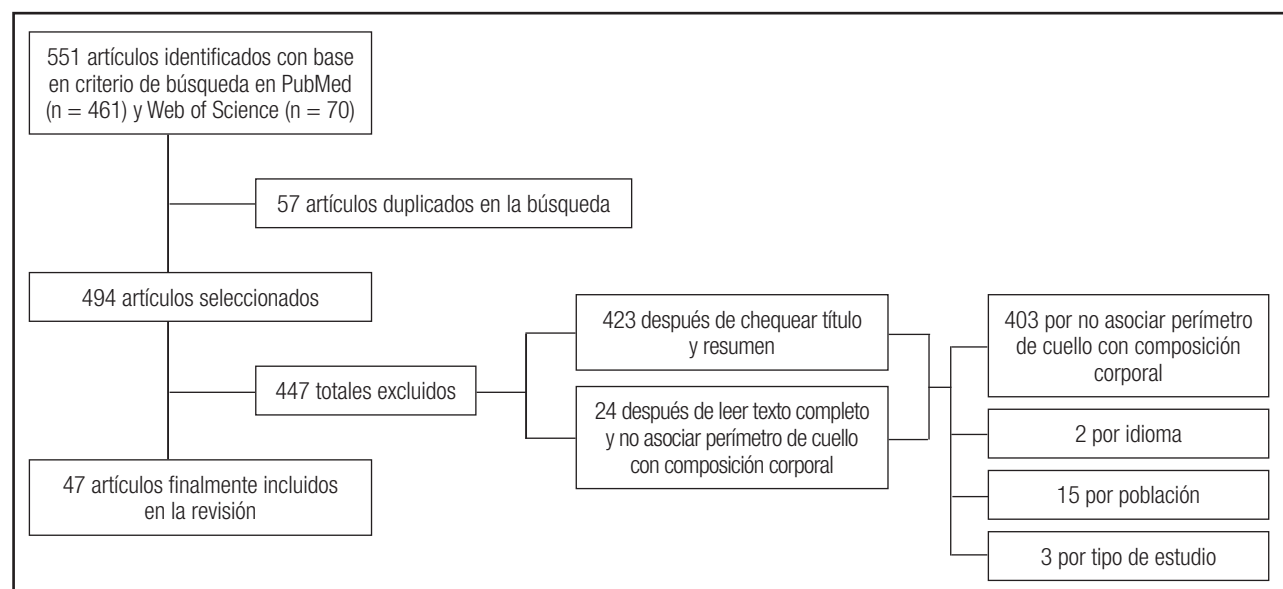 551 artículos identificados con base
en criterio de búsqueda en PubMed
(n = 461) y Web of Science (n = 70)
57 artículos duplicados en la búsqueda
494 artículos seleccionados
447 totales excluidos
423 después de chequear título
y resumen
24 después de leer texto completo
y no asociar perímetro de cuello
con composición corporal
403 por no asociar perímetro
de cuello con composición
corporal
2 por idioma
15 por población
3 por tipo de estudio
47 artículos finalmente incluidos
en la revisión